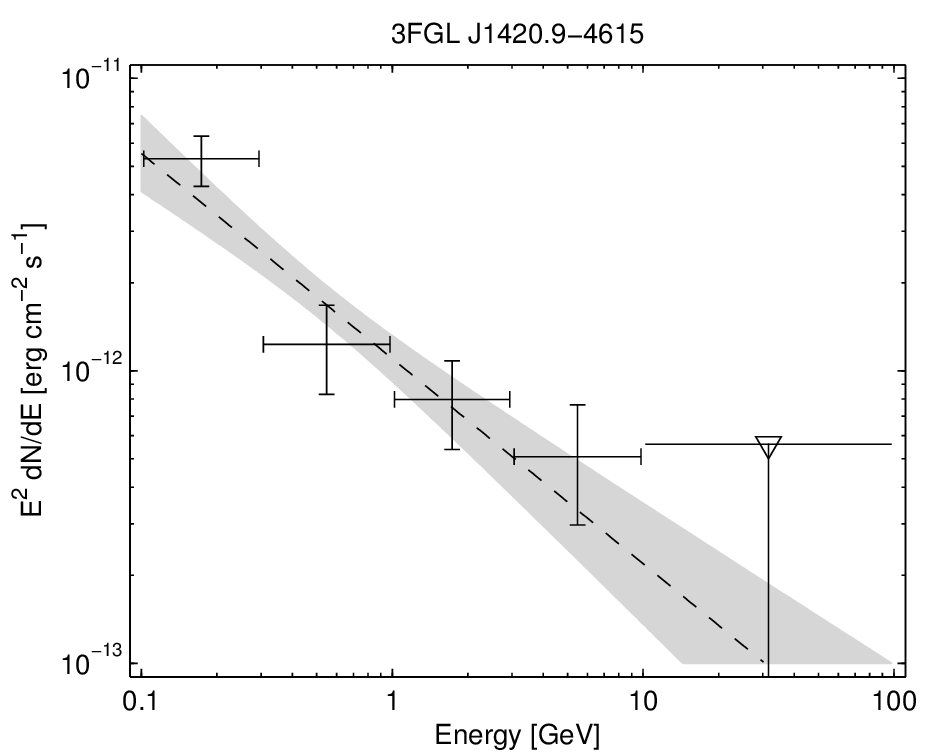 3FGL J1420.9−4615
10⁻¹¹
10⁻¹²
10⁻¹³
E² dN/dE [erg cm⁻² s⁻¹]
0.1 1 10 100
Energy [GeV]